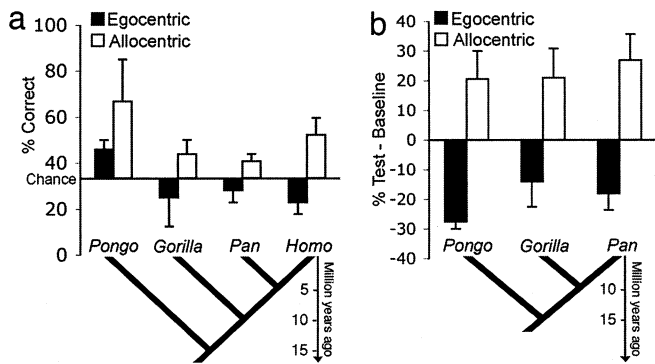 a
Egocentric
Allocentric
% Correct
100
80
60
40
Chance
20
0
Pongo Gorilla Pan Homo
5
10
15
Million years ago
b
Egocentric
Allocentric
% Test - Baseline
40
30
20
10
0
-10
-20
-30
-40
Pongo Gorilla Pan
10
15
Million years ago